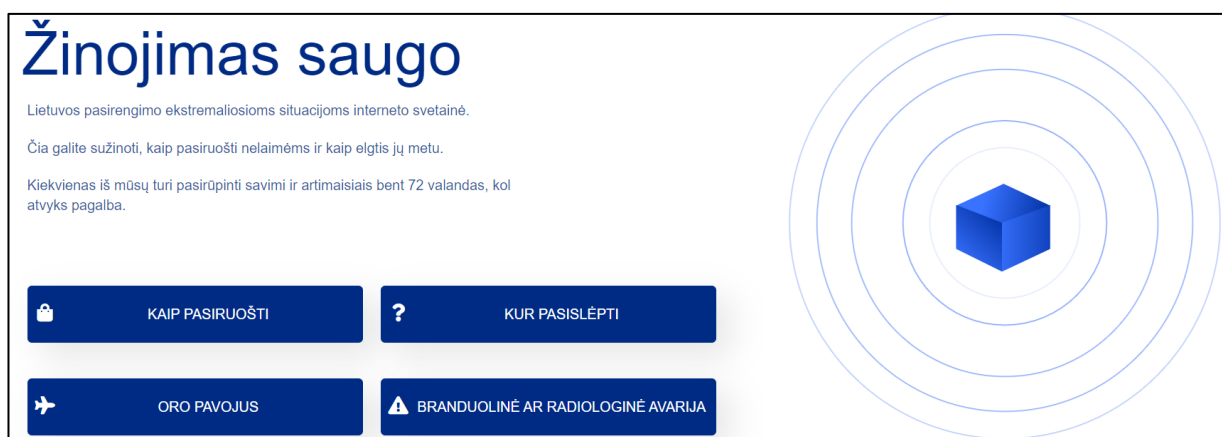 Žinojimas saugo
Lietuvos pasirengimo ekstremaliosioms situacijoms interneto svetainė.
Čia galite sužinoti, kaip pasiruošti nelaimėms ir kaip elgtis jų metu.
Kiekvienas iš mūsų turi pasirūpinti savimi ir artimaisiais bent 72 valandas, kol
atvyks pagalba.
KAIP PASIRUOŠTI
? KUR PASISLĖPTI
ORO PAVOJUS
BRANDUOLINĖ AR RADIOLOGINĖ AVARIJA